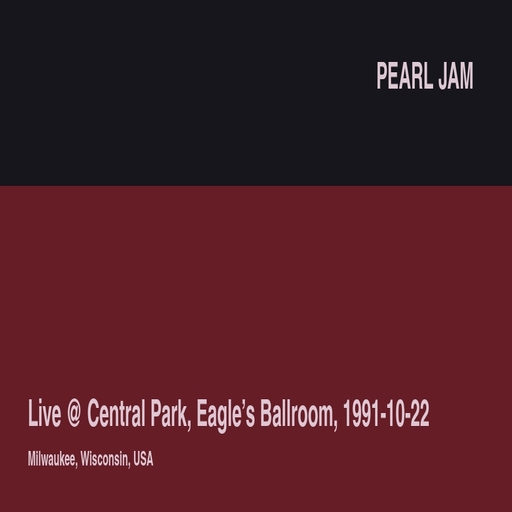 PEARL JAM
Live @ Central Park, Eagle’s Ballroom, 1991-10-22
Milwaukee, Wisconsin, USA